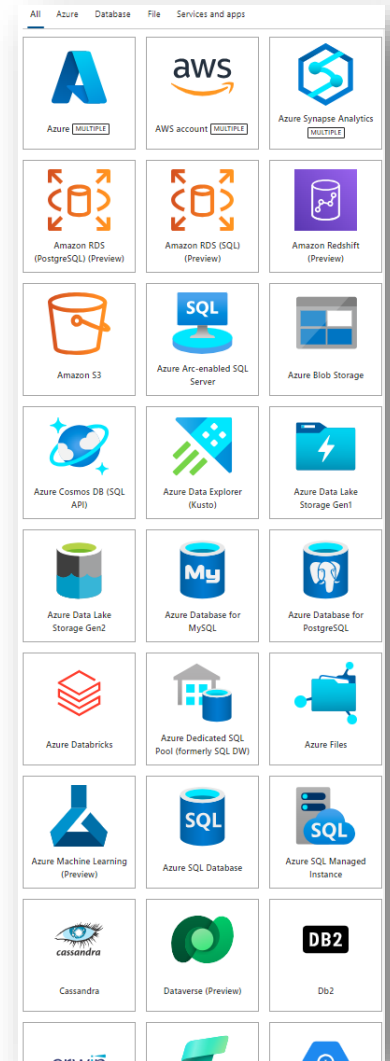 All Azure Database File Services and apps
aws
Azure MULTIPLE
AWS account MULTIPLE
Azure Synapse Analytics
MULTIPLE
Amazon RDS
(PostgreSQL) (Preview)
Amazon RDS (SQL)
(Preview)
Amazon Redshift
(Preview)
SQL
Amazon S3
Azure Arc-enabled SQL
Server
Azure Blob Storage
Azure Cosmos DB (SQL
API)
Azure Data Explorer
(Kusto)
Azure Data Lake
Storage Gen1
My
Azure Data Lake
Storage Gen2
Azure Database for
MySQL
Azure Database for
PostgreSQL
Azure Databricks
Azure Dedicated SQL
Pool (formerly SQL DW)
Azure Files
SQL
SQL
Azure Machine Learning
(Preview)
Azure SQL Database
Azure SQL Managed
Instance
cassandra
DB2
Cassandra
Dataverse (Preview)
Db2